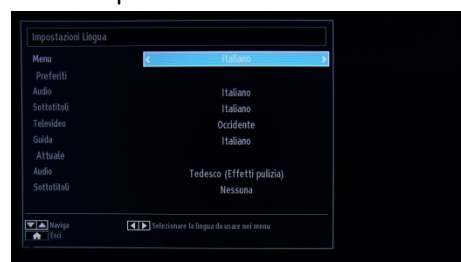 Impostazioni Lingua
Menu Italiano
Preferiti
Audio Italiano
Sottotitoli Italiano
Televideo Occidente
Guida Italiano
Attuale
Audio Tedesco (Effetti pulizia)
Sottotitoli Nessuna
Naviga Selezionare la lingua da usare nei menu
Esci